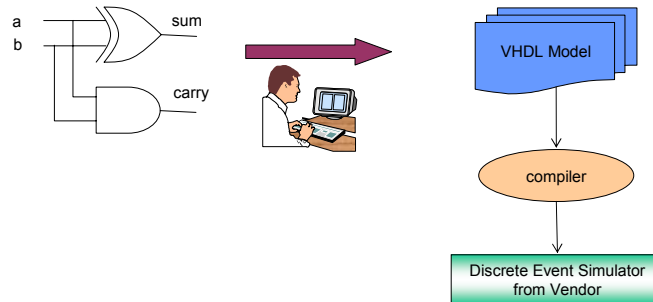 a
b
sum
carry
VHDL Model
compiler
Discrete Event Simulator
from Vendor